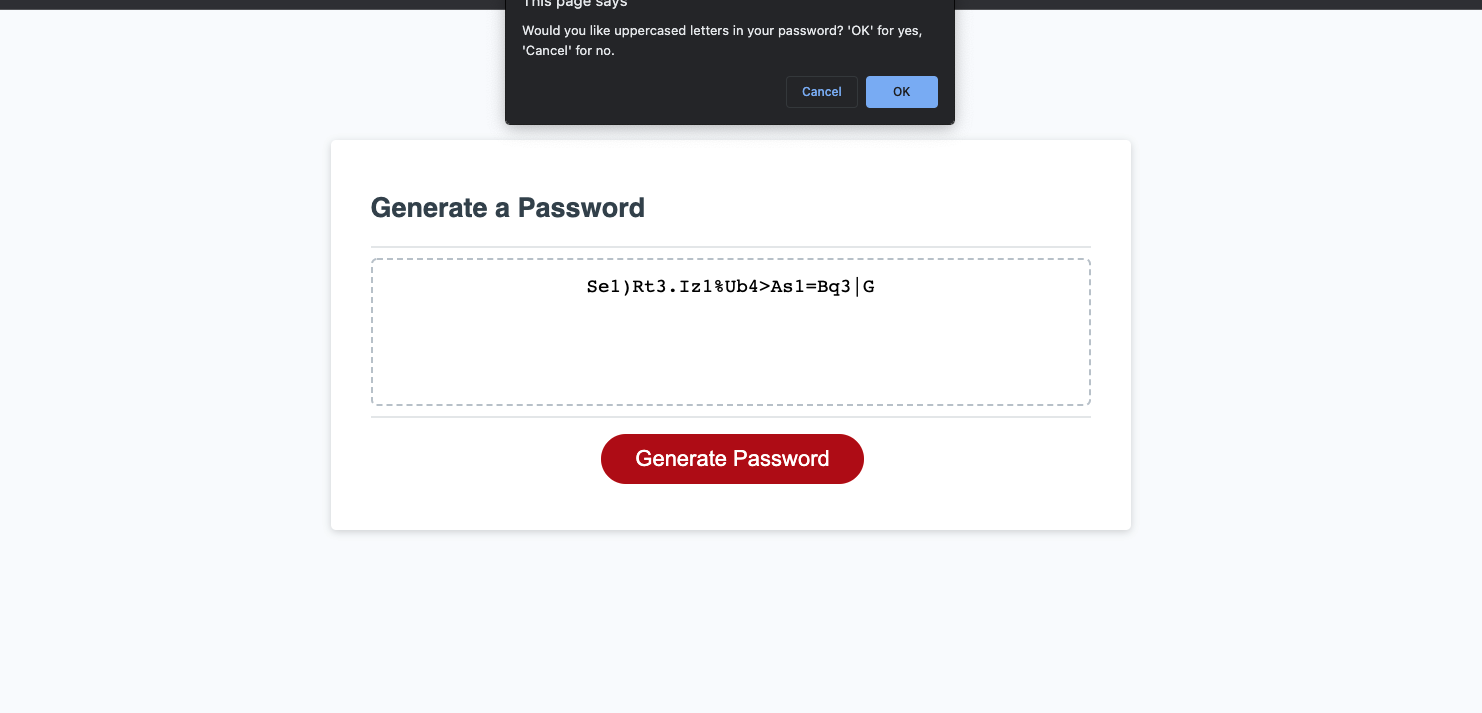 This page says
Would you like uppercased letters in your password? 'OK' for yes,
'Cancel' for no.
Cancel
OK
Generate a Password
Se1)Rt3.Iz1%Ub4>As1=Bq3|G
Generate Password